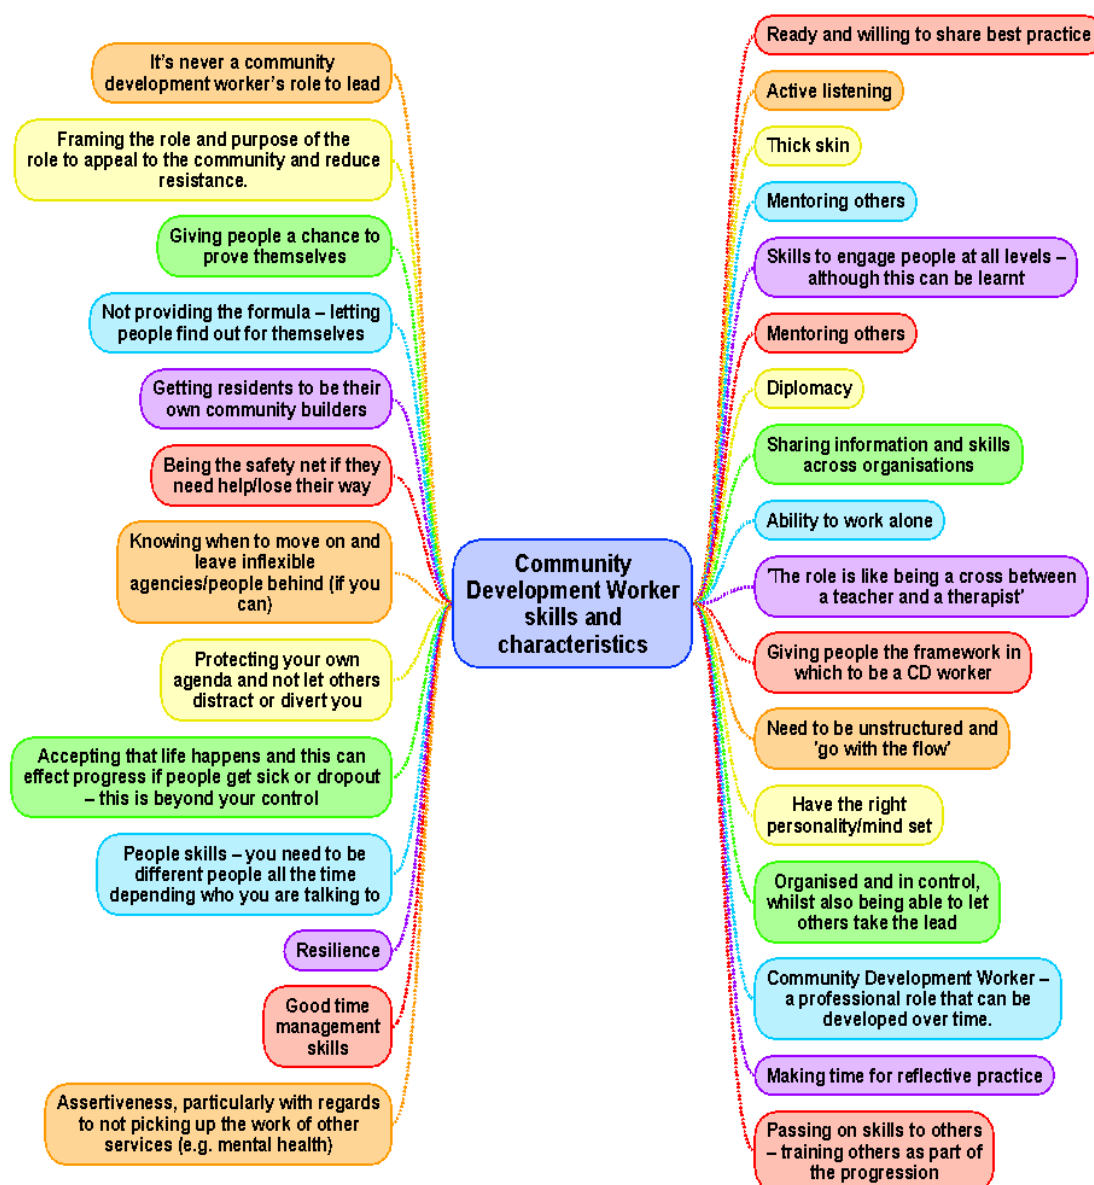 It's never a community
development worker's role to lead
Framing the role and purpose of the
role to appeal to the community and reduce
resistance.
Giving people a chance to
prove themselves
Not providing the formula – letting
people find out for themselves
Getting residents to be their
own community builders
Being the safety net if they
need help/lose their way
Knowing when to move on and
leave inflexible
agencies/people behind (if you
can)
Protecting your own
agenda and not let others
distract or divert you
Accepting that life happens and this can
effect progress if people get sick or dropout
– this is beyond your control
People skills – you need to be
different people all the time
depending who you are talking to
Resilience
Good time
management
skills
Assertiveness, particularly with regards
to not picking up the work of other
services (e.g. mental health)
Community
Development Worker
skills and
characteristics
Ready and willing to share best practice
Active listening
Thick skin
Mentoring others
Skills to engage people at all levels –
although this can be learnt
Mentoring others
Diplomacy
Sharing information and skills
across organisations
Ability to work alone
'The role is like being a cross between
a teacher and a therapist'
Giving people the framework in
which to be a CD worker
Need to be unstructured and
'go with the flow'
Have the right
personality/mind set
Organised and in control,
whilst also being able to let
others take the lead
Community Development Worker –
a professional role that can be
developed over time.
Making time for reflective practice
Passing on skills to others
– training others as part of
the progression